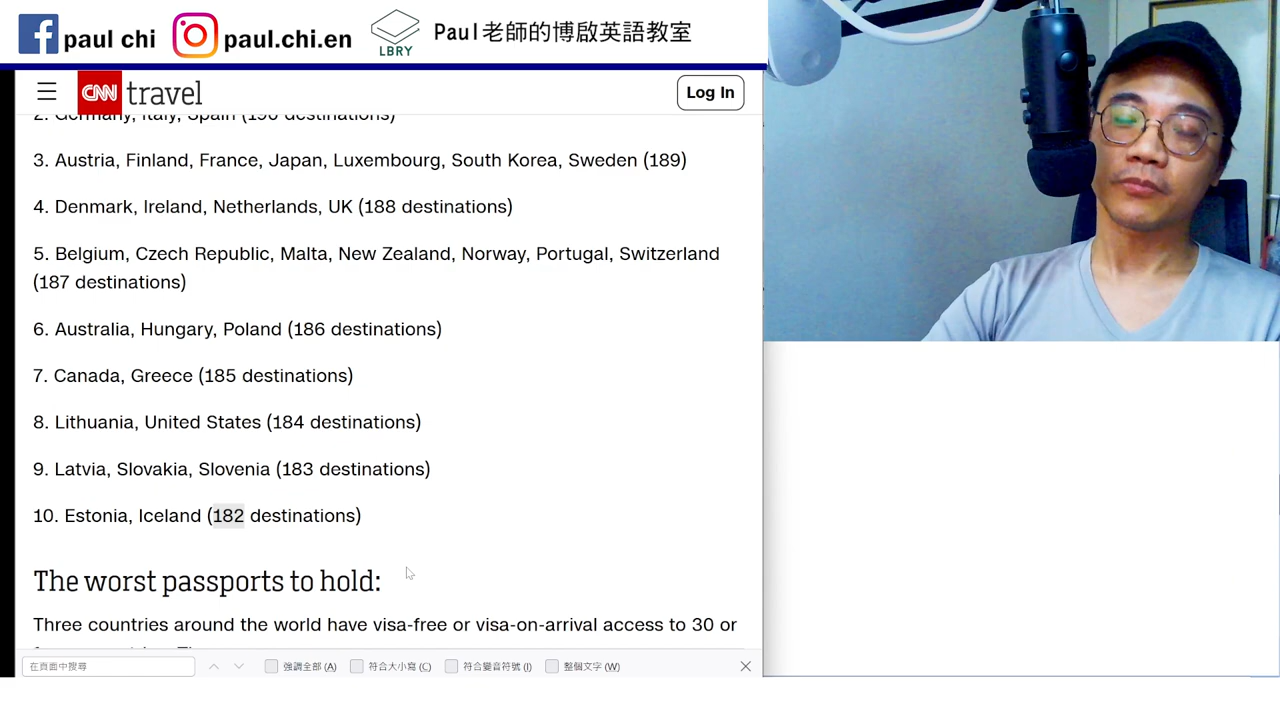 paul chi
paul.chi.en
LBRY
Paul老師的博啟英語教室
CNN travel
Log In
2. Germany, Italy, Spain (190 destinations)
3. Austria, Finland, France, Japan, Luxembourg, South Korea, Sweden (189)
4. Denmark, Ireland, Netherlands, UK (188 destinations)
5. Belgium, Czech Republic, Malta, New Zealand, Norway, Portugal, Switzerland
(187 destinations)
6. Australia, Hungary, Poland (186 destinations)
7. Canada, Greece (185 destinations)
8. Lithuania, United States (184 destinations)
9. Latvia, Slovakia, Slovenia (183 destinations)
10. Estonia, Iceland (182 destinations)
The worst passports to hold:
Three countries around the world have visa-free or visa-on-arrival access to 30 or
在頁面中搜尋
強調全部 (A)
符合大小寫 (C)
符合變音符號 (I)
整個文字 (W)